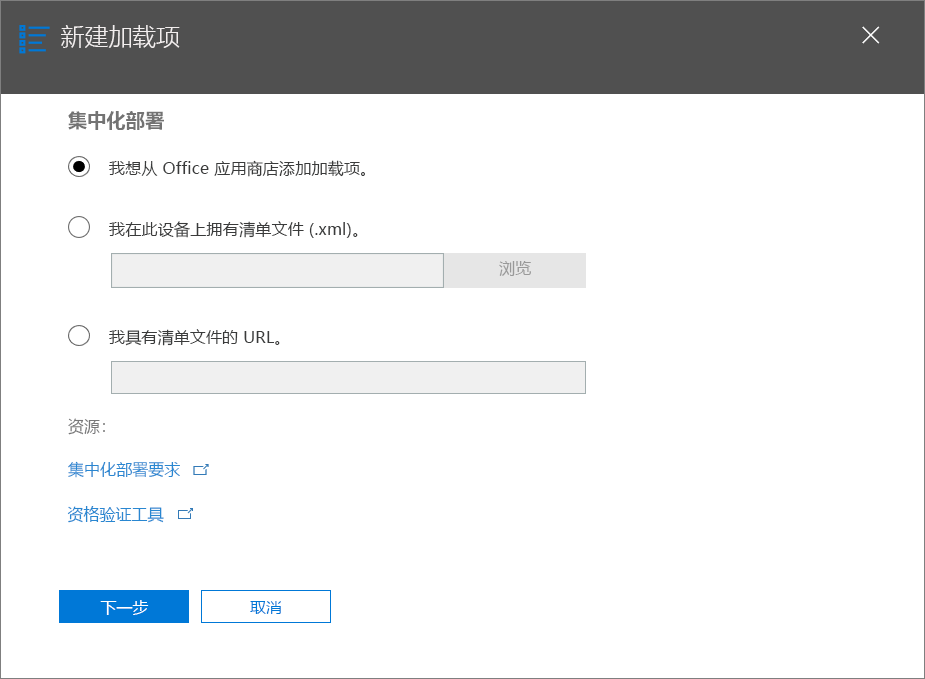 新建加载项
集中化部署
我想从 Office 应用商店添加加载项。
我在此设备上拥有清单文件 (.xml)。
浏览
我具有清单文件的 URL。
资源:
集中化部署要求
资格验证工具
下一步
取消